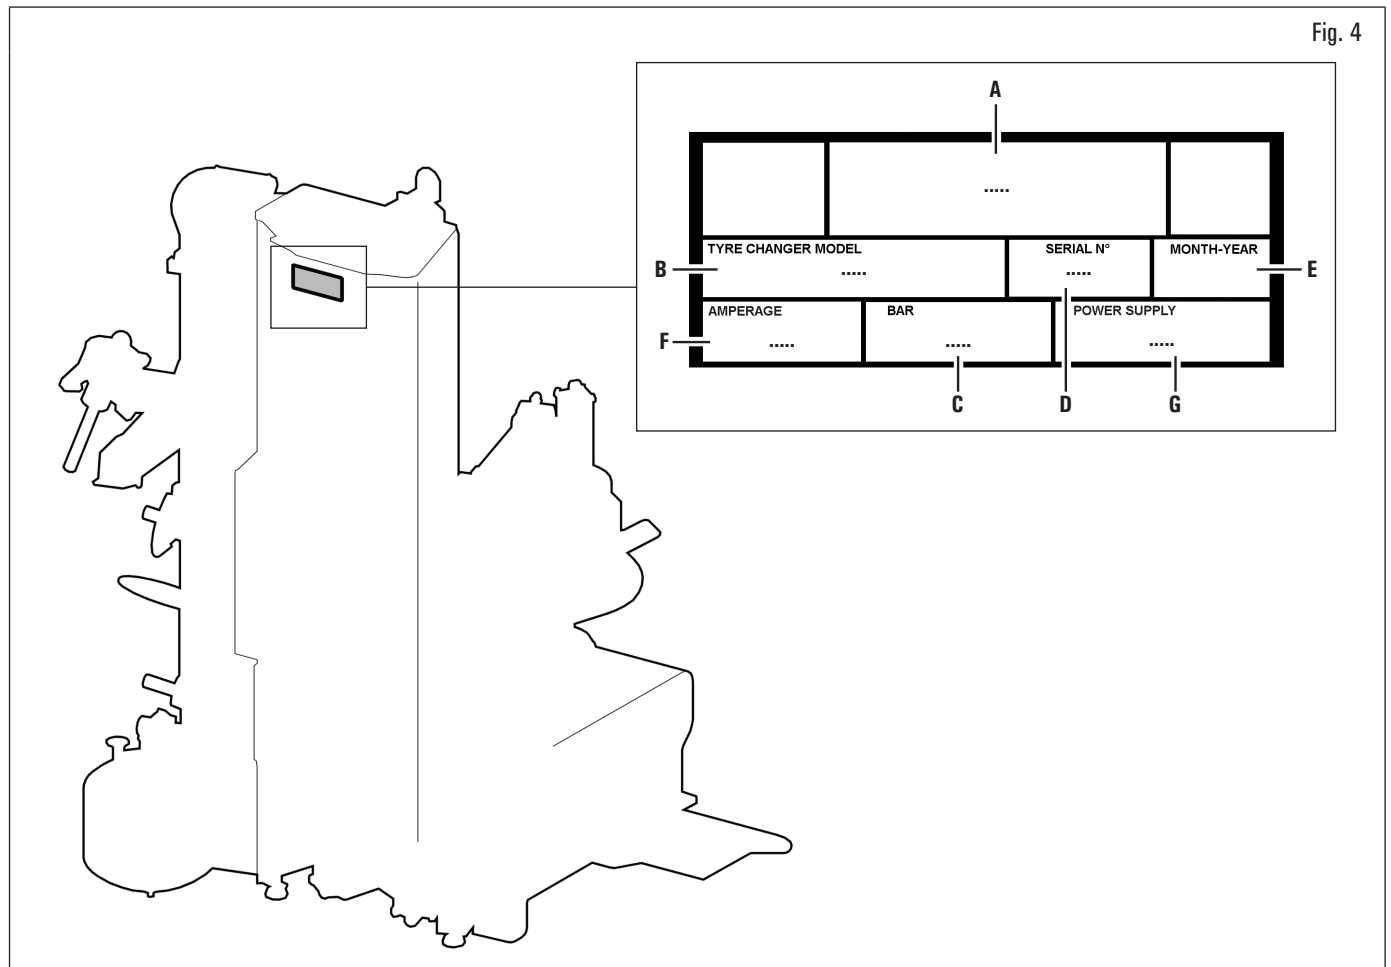 Fig. 4
A
.....
TYRE CHANGER MODEL SERIAL N° MONTH-YEAR
B ..... ..... E
AMPERAGE BAR POWER SUPPLY
F ..... ..... .....
C D G